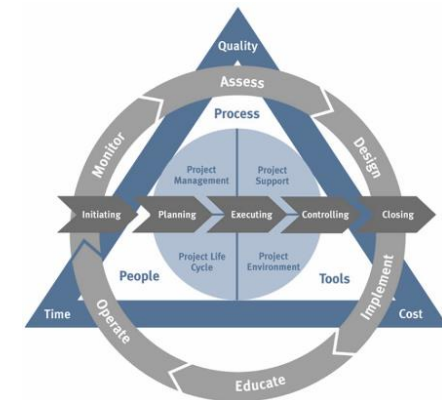 Quality
Assess
Process
Monitor
Design
Project
Management
Project
Support
Initiating
Planning
Executing
Controlling
Closing
Project Life
Cycle
Project
Environment
People
Tools
Operate
Implement
Time
Cost
Educate